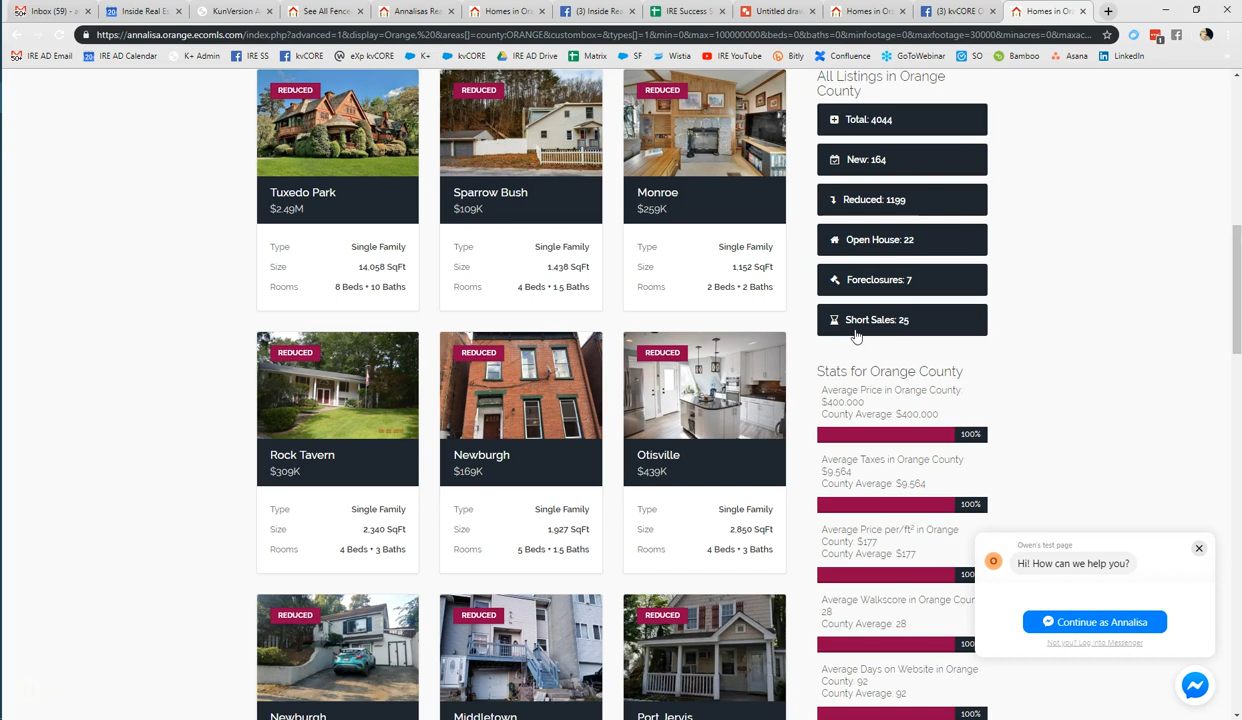 Inbox (59) - a
Inside Real Es
KunVersion A
See All Fence
Annalisas Rea
Homes in Ora
(3) Inside Rea
IRE Success S
Untitled draw
Homes in Ora
(3) kvCORE O
Homes in Ora
https://annalisa.orange.ecomls.com/index.php?advanced=1&display=Orange,%20&areas[]=county:ORANGE&custombox=&types[]=1&min=0&max=100000000&beds=0&baths=0&minfootage=0&maxfootage=30000&minacres=0&maxac...
IRE AD Email
IRE AD Calendar
K+ Admin
IRE SS
kvCORE
eXp kvCORE
K+
kvCORE
IRE AD Drive
Matrix
SF
Wistia
IRE YouTube
Bitly
Confluence
GoToWebinar
SO
Bamboo
Asana
LinkedIn
REDUCED
Tuxedo Park
$2.49M
Type Single Family
Size 14,058 SqFt
Rooms 8 Beds + 10 Baths
REDUCED
Sparrow Bush
$109K
Type Single Family
Size 1,438 SqFt
Rooms 4 Beds + 1.5 Baths
REDUCED
Monroe
$259K
Type Single Family
Size 1,152 SqFt
Rooms 2 Beds + 2 Baths
REDUCED
Rock Tavern
$309K
Type Single Family
Size 2,340 SqFt
Rooms 4 Beds + 3 Baths
REDUCED
Newburgh
$169K
Type Single Family
Size 1,927 SqFt
Rooms 5 Beds + 1.5 Baths
REDUCED
Otisville
$439K
Type Single Family
Size 2,850 SqFt
Rooms 4 Beds + 3 Baths
REDUCED
Newburgh
REDUCED
Middletown
REDUCED
Port Jervis
All Listings in Orange
County
Total: 4044
New: 164
Reduced: 1199
Open House: 22
Foreclosures: 7
Short Sales: 25
Stats for Orange County
Average Price in Orange County:
$400,000
County Average: $400,000
100%
Average Taxes in Orange County:
$9,564
County Average: $9,564
100%
Average Price per/ft² in Orange
County: $177
County Average: $177
100
Average Walkscore in Orange Coun
28
County Average: 28
100
Average Days on Website in Orange
County: 92
County Average: 92
100%
Owen's test page
O
Hi! How can we help you?
Continue as Annalisa
Not you? Log into Messenger